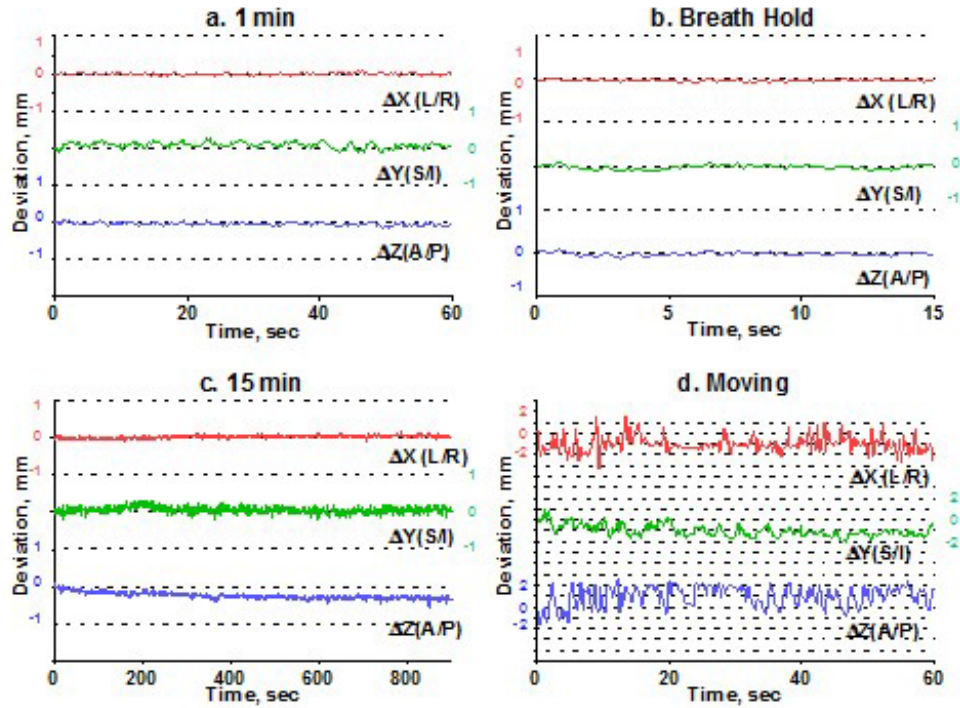 a. 1 min
Deviation, mm
1
0
-1
ΔX (L/R)
1
0
-1
ΔY(S/I)
1
0
-1
ΔZ(A/P)
0 20 40 60
Time, sec
b. Breath Hold
Deviation, mm
1
0
-1
ΔX (L/R)
1
0
-1
ΔY(S/I)
1
0
-1
ΔZ(A/P)
0 5 10 15
Time, sec
c. 15 min
Deviation, mm
1
0
-1
ΔX (L/R)
1
0
-1
ΔY(S/I)
1
0
-1
ΔZ(A/P)
0 200 400 600 800
Time, sec
d. Moving
Deviation, mm
2
0
-2
ΔX (L/R)
2
0
-2
ΔY(S/I)
2
0
-2
ΔZ(A/P)
0 20 40 60
Time, sec